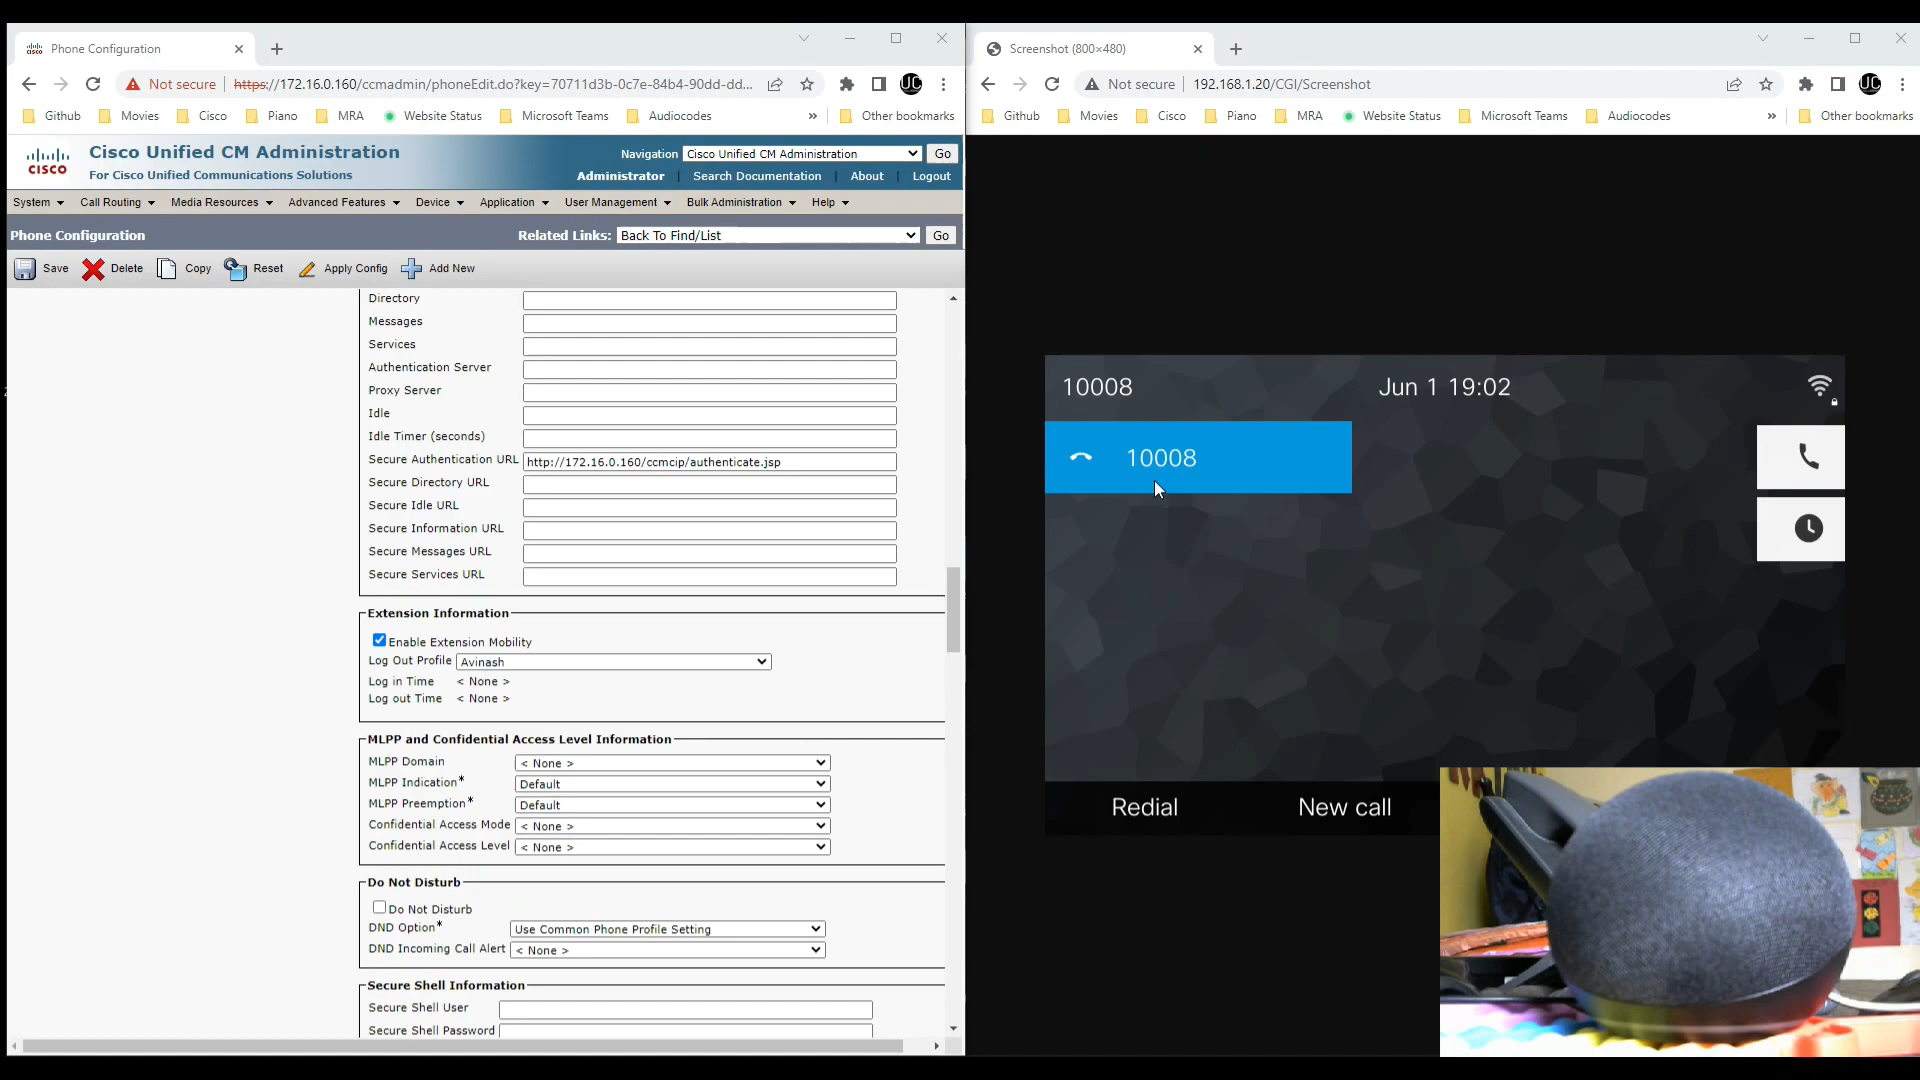 Phone Configuration
Not secure https://172.16.0.160/ccmadmin/phoneEdit.do?key=70711d3b-0c7e-84b4-90dd-dd...
Github Movies Cisco Piano MRA Website Status Microsoft Teams Audiocodes » Other bookmarks
CISCO
Cisco Unified CM Administration
For Cisco Unified Communications Solutions
Navigation Cisco Unified CM Administration Go
Administrator | Search Documentation | About | Logout
System Call Routing Media Resources Advanced Features Device Application User Management Bulk Administration Help
Phone Configuration Related Links: Back To Find/List Go
Save Delete Copy Reset Apply Config Add New
Directory
Messages
Services
Authentication Server
Proxy Server
Idle
Idle Timer (seconds)
Secure Authentication URL http://172.16.0.160/ccmcip/authenticate.jsp
Secure Directory URL
Secure Idle URL
Secure Information URL
Secure Messages URL
Secure Services URL
Extension Information
Enable Extension Mobility
Log Out Profile Avinash
Log in Time < None >
Log out Time < None >
MLPP and Confidential Access Level Information
MLPP Domain < None >
MLPP Indication* Default
MLPP Preemption* Default
Confidential Access Mode < None >
Confidential Access Level < None >
Do Not Disturb
Do Not Disturb
DND Option* Use Common Phone Profile Setting
DND Incoming Call Alert < None >
Secure Shell Information
Secure Shell User
Secure Shell Password
Screenshot (800×480)
Not secure 192.168.1.20/CGI/Screenshot
Github Movies Cisco Piano MRA Website Status Microsoft Teams Audiocodes » Other bookmarks
JC
JC
10008 Jun 1 19:02
10008
Redial New call